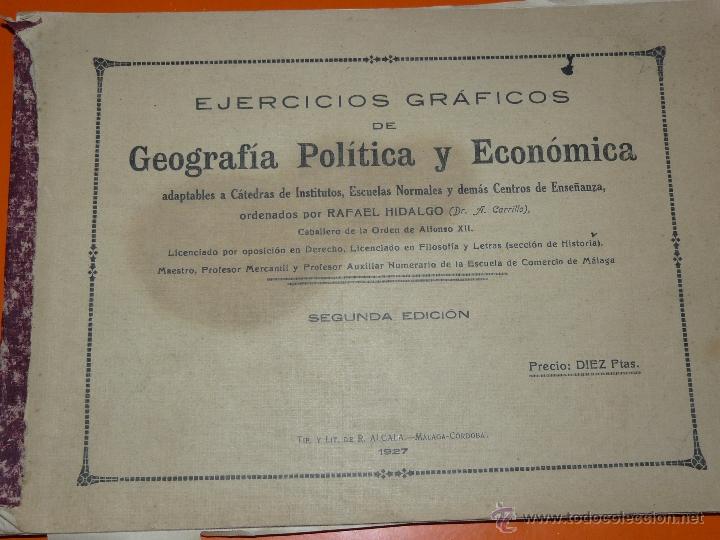 EJERCICIOS GRÁFICOS
DE
Geografía Política y Económica
adaptables a Cátedras de Institutos, Escuelas Normales y demás Centros de Enseñanza,
ordenados por RAFAEL HIDALGO (Dr. A. Carrillo),
Caballero de la Orden de Alfonso XII.
Licenciado por oposición en Derecho, Licenciado en Filosofía y Letras (sección de Historia),
Maestro, Profesor Mercantil y Profesor Auxiliar Numerario de la Escuela de Comercio de Málaga
SEGUNDA EDICIÓN
Precio: DIEZ Ptas.
TIP. Y LIT. DE R. ALCALA.—MÁLAGA-CÓRDOBA.
1927
www.todocoleccion.net